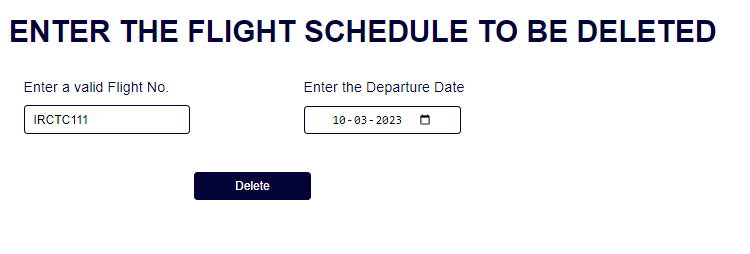 ENTER THE FLIGHT SCHEDULE TO BE DELETED
Enter a valid Flight No.
Enter the Departure Date
IRCTC111
10-03-2023
Delete